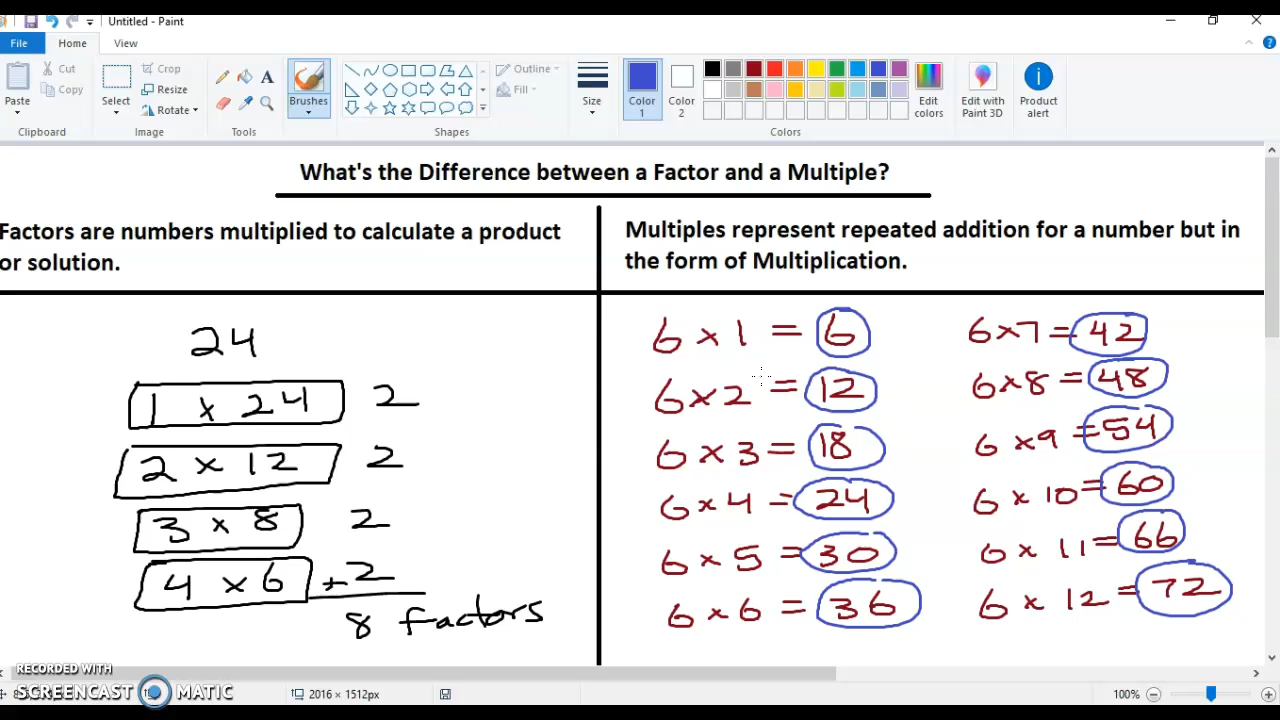 Untitled - Paint
File Home View
Cut
Copy
Paste
Clipboard
Select
Crop
Resize
Rotate
Image
Tools
Brushes
Outline
Fill
Shapes
Size
Color 1
Color 2
Colors
Edit colors
Edit with Paint 3D
Product alert
What's the Difference between a Factor and a Multiple?
Factors are numbers multiplied to calculate a product
or solution.
24
1 x 24 2
2 x 12 2
3 x 8 2
4 x 6 +2
8 factors
Multiples represent repeated addition for a number but in
the form of Multiplication.
6 x 1 = 6
6 x 2 = 12
6 x 3 = 18
6 x 4 = 24
6 x 5 = 30
6 x 6 = 36
6 x 7 = 42
6 x 8 = 48
6 x 9 = 54
6 x 10 = 60
6 x 11 = 66
6 x 12 = 72
RECORDED WITH
SCREENCAST MATIC
2016 × 1512px
100%